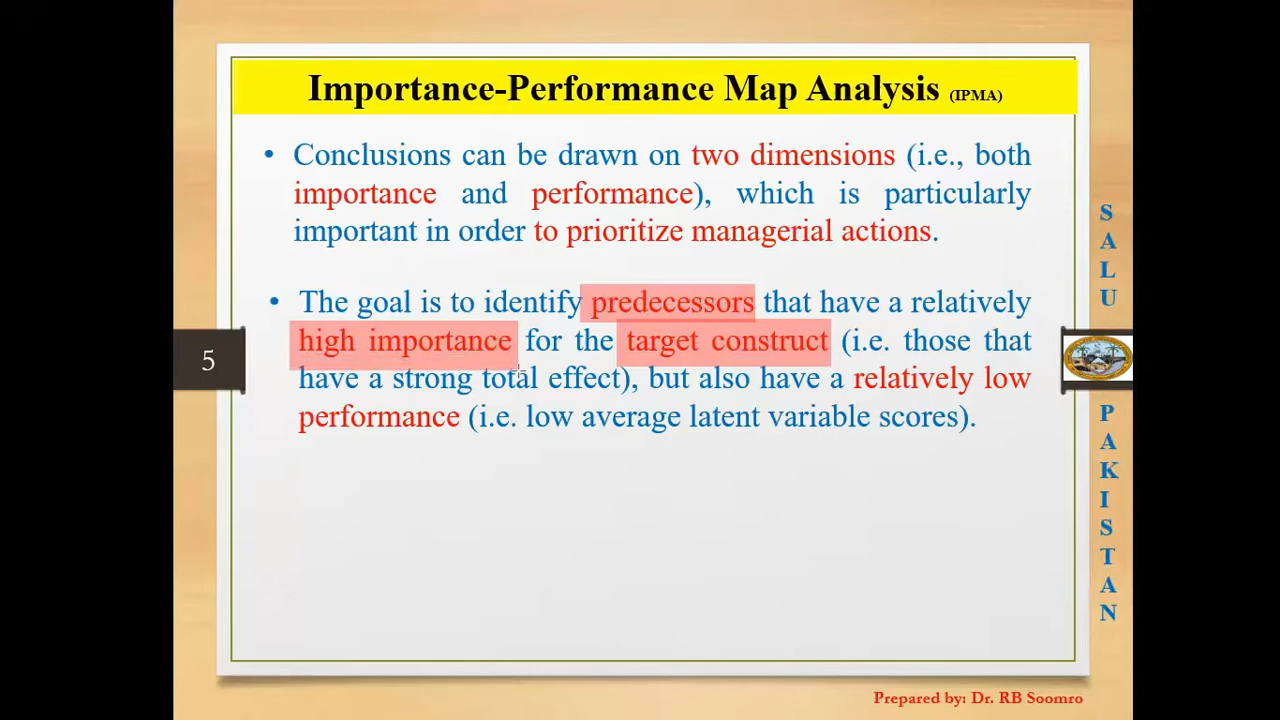 Importance-Performance Map Analysis (IPMA)
• Conclusions can be drawn on two dimensions (i.e., both
importance and performance), which is particularly
important in order to prioritize managerial actions.
• The goal is to identify predecessors that have a relatively
high importance for the target construct (i.e. those that
have a strong total effect), but also have a relatively low
performance (i.e. low average latent variable scores).
5
SALU
PAKISTAN
Prepared by: Dr. RB Soomro